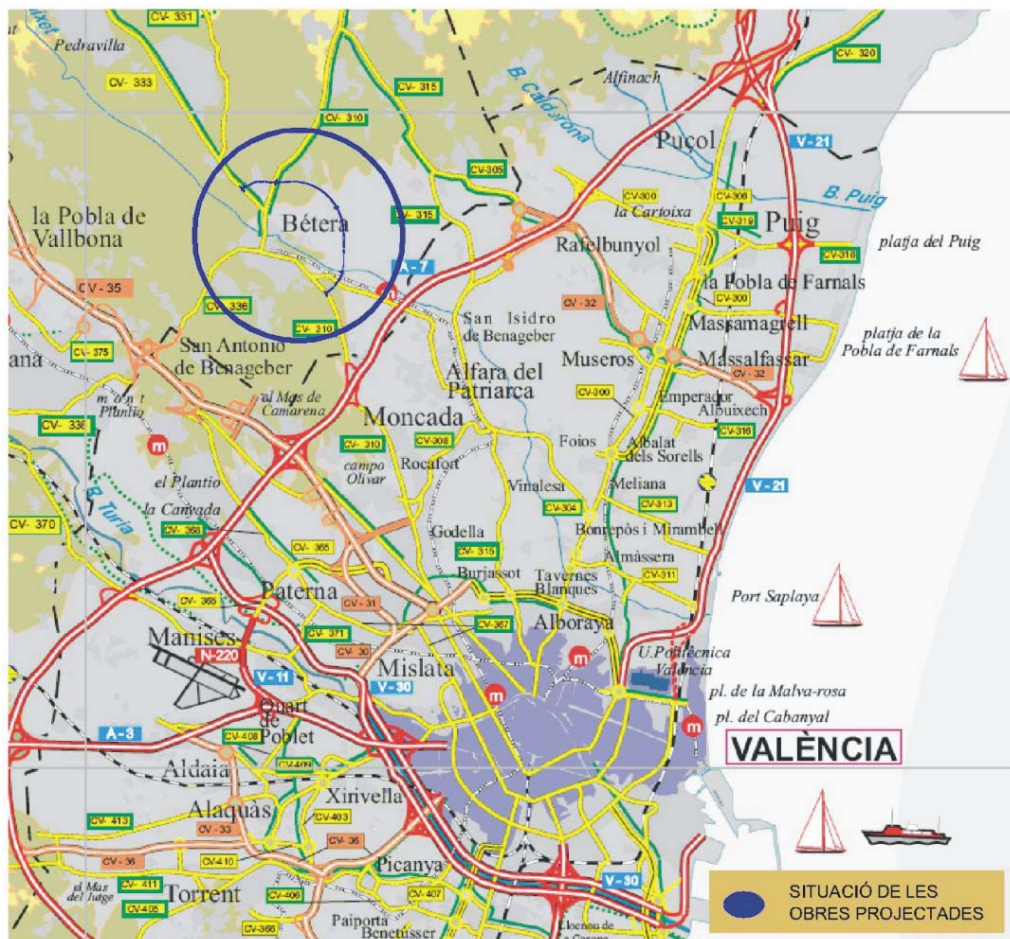 CV- 331
Pedravilla
CV- 333
CV- 310
CV-315
CV- 320
Alfinach
B. Calderona
Puçol
V-21
CV-305
CV-300
CV-306
B. Puig
la Pobla de
Vallbona
Bétera
CV-315
la Cartoixa
CV-319
Puig
Rafelbunyol
platja del Puig
CV-318
A-7
CV-35
CV-32
la Pobla de Farnals
CV-300
CV-336
CV-310
San Isidro
de Benageber
Massamagrell
CV-375
San Antonio
de Benageber
Museros
Massalfassar
platja de la
Pobla de Farnals
ana
Alfara del
Patriarca
CV-32
Plantio
el Mas de
Camarena
CV-300
Emperador
Albuixech
CV- 336
m
Moncada
CV-316
CV-310
CV-308
Foios
Albalat
dels Sorells
campo
Olivar
Rocafort
el Plantio
Vinalesa
Meliana
V-21
B. Turia
la Canyada
CV-304
CV-313
CV- 370
CV-368
Godella
Bonrepòs i Mirambell
CV-365
CV-315
Almàssera
Burjassot
Tavernes
Blanques
CV-311
Paterna
CV-365
CV-31
Port Saplaya
CV-371
CV-367
Alboraya
Manises
CV-30
N-220
Mislata
m
U.Politècnica
València
V-11
V-30
m
pl. de la Malva-rosa
Quart
de
Poblet
m
pl. del Cabanyal
A-3
CV-408
VALÈNCIA
Aldaia
CV-409
Xirivella
Alaquàs
CV-413
CV-403
CV-33
CV-36
CV-36
CV-410
Picanya
el Mas
del Jutge
CV-411
Torrent
CV-406
CV-407
V-30
CV-405
CV-366
Paiporta
Benetússer
SITUACIÓ DE LES
OBRES PROJECTADES